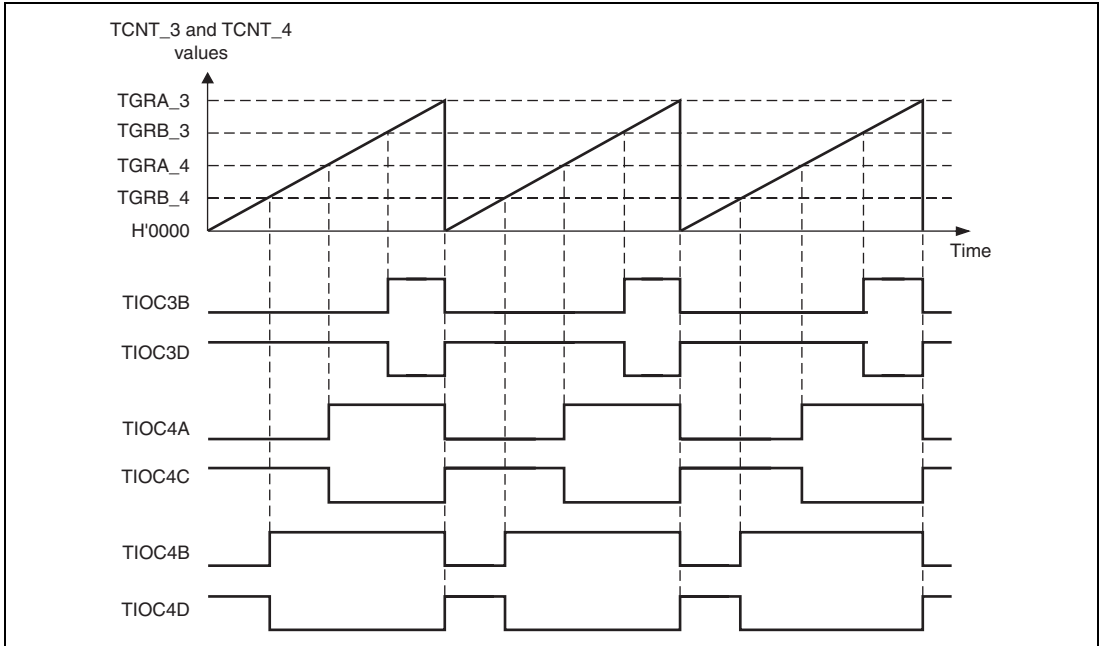 TCNT_3 and TCNT_4
values
TGRA_3
TGRB_3
TGRA_4
TGRB_4
H'0000
Time
TIOC3B
TIOC3D
TIOC4A
TIOC4C
TIOC4B
TIOC4D